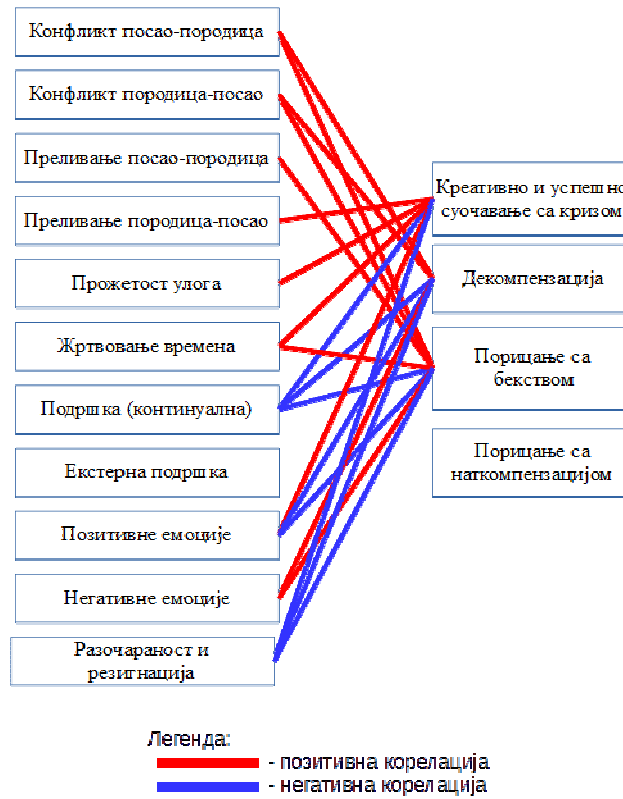 Конфликт посао-породица
Конфликт породица-посао
Преливање посао-породица
Преливање породица-посао
Прожетост улога
Жртвовање времена
Подршка (континуална)
Екстерна подршка
Позитивне емоције
Негативне емоције
Разочараност и
резигнација
Креативно и успешно
суочавање са кризом
Декомпензација
Порицање са
бекством
Порицање са
наткомпензацијом
Легенда:
- позитивна корелација
- негативна корелација